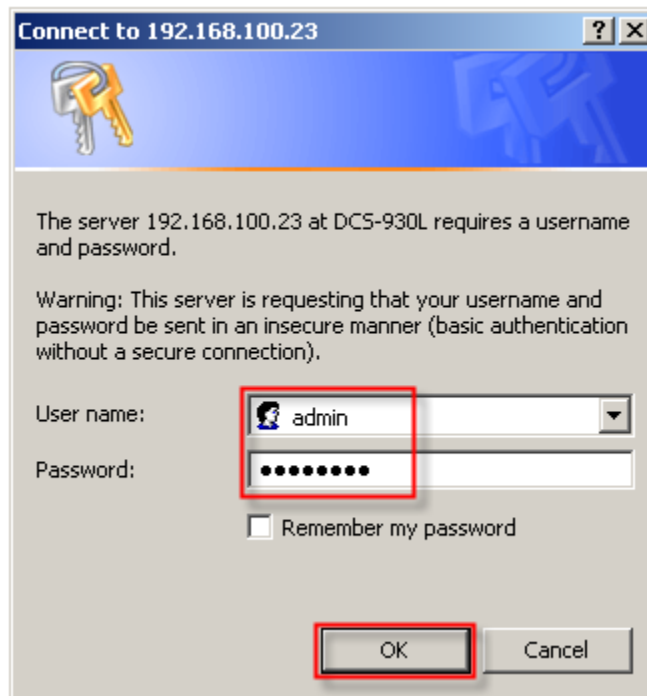 Connect to 192.168.100.23
The server 192.168.100.23 at DCS-930L requires a username
and password.
Warning: This server is requesting that your username and
password be sent in an insecure manner (basic authentication
without a secure connection).
User name:
admin
Password:
••••••••
Remember my password
OK
Cancel